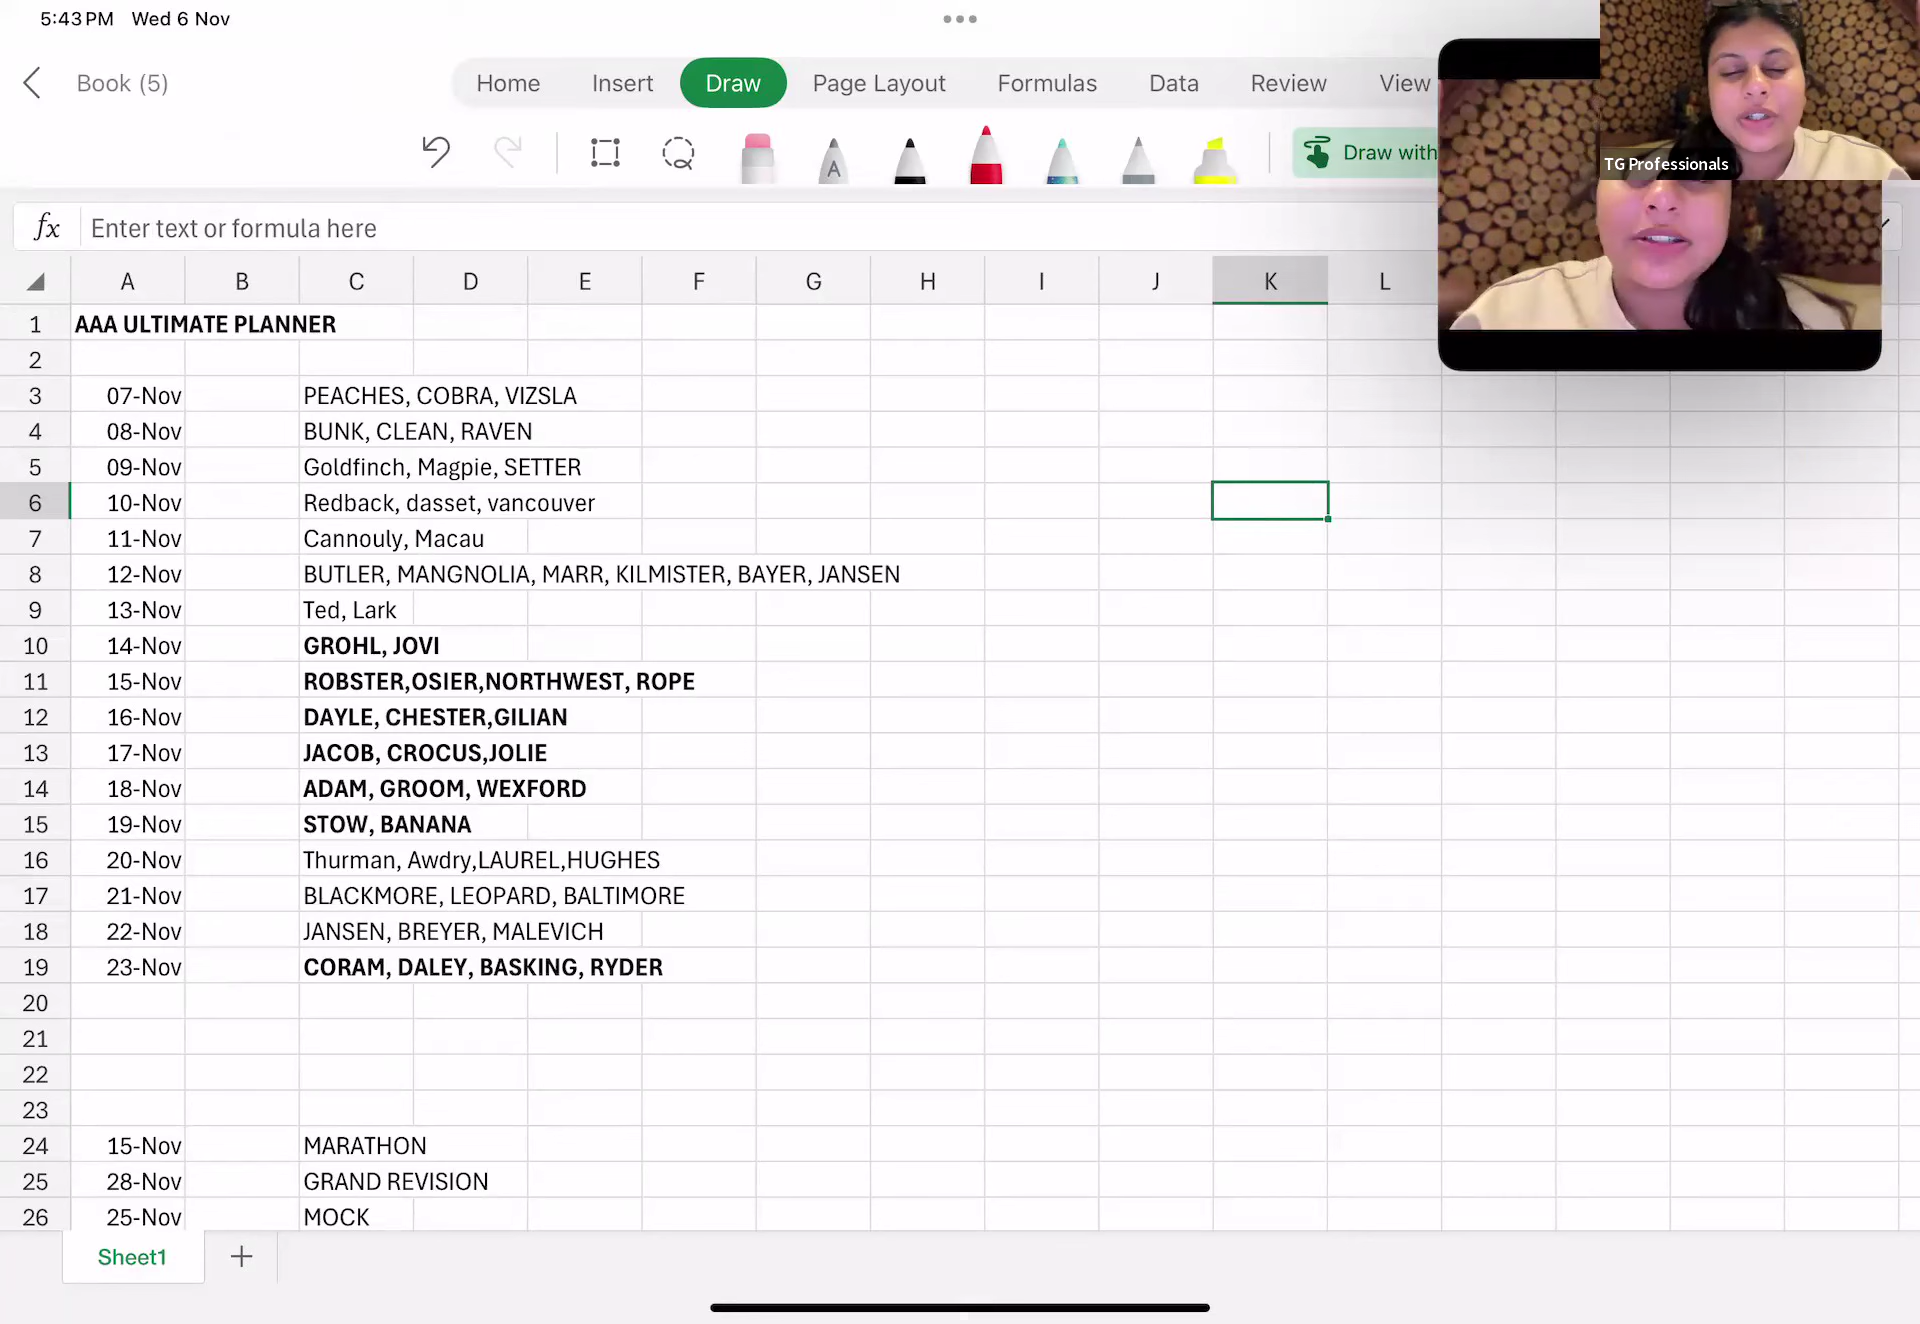 5:43 PM Wed 6 Nov
Book (5)
Home Insert Draw Page Layout Formulas Data Review View
A
Draw with
TG Professionals
fx Enter text or formula here
A B C D E F G H I J K L
1 AAA ULTIMATE PLANNER
2
3 07-Nov PEACHES, COBRA, VIZSLA
4 08-Nov BUNK, CLEAN, RAVEN
5 09-Nov Goldfinch, Magpie, SETTER
6 10-Nov Redback, dasset, vancouver
7 11-Nov Cannouly, Macau
8 12-Nov BUTLER, MANGNOLIA, MARR, KILMISTER, BAYER, JANSEN
9 13-Nov Ted, Lark
10 14-Nov GROHL, JOVI
11 15-Nov ROBSTER,OSIER,NORTHWEST, ROPE
12 16-Nov DAYLE, CHESTER,GILIAN
13 17-Nov JACOB, CROCUS,JOLIE
14 18-Nov ADAM, GROOM, WEXFORD
15 19-Nov STOW, BANANA
16 20-Nov Thurman, Awdry,LAUREL,HUGHES
17 21-Nov BLACKMORE, LEOPARD, BALTIMORE
18 22-Nov JANSEN, BREYER, MALEVICH
19 23-Nov CORAM, DALEY, BASKING, RYDER
20
21
22
23
24 15-Nov MARATHON
25 28-Nov GRAND REVISION
26 25-Nov MOCK
Sheet1